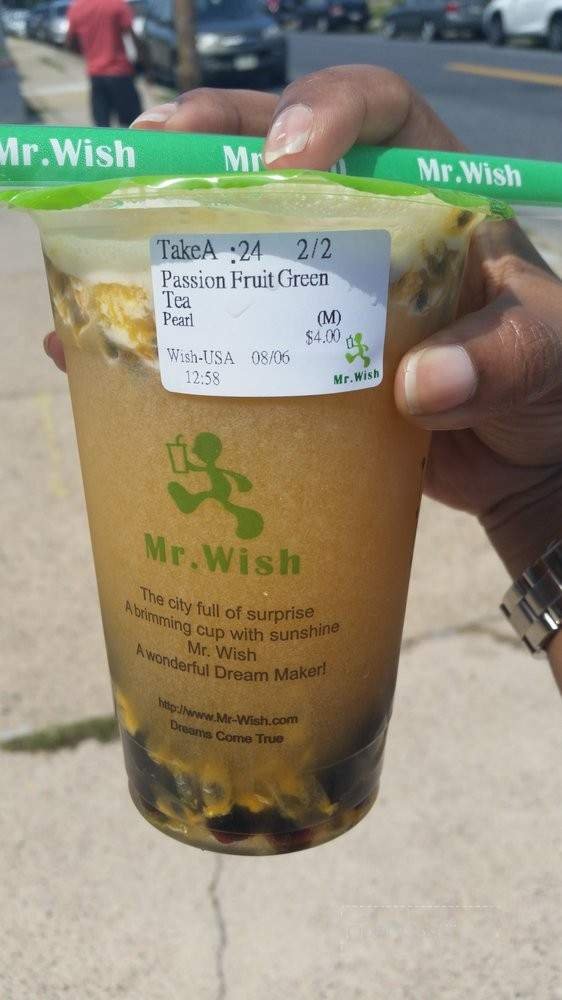 Mr.Wish Mr Mr.Wish
TakeA :24 2/2
Passion Fruit Green
Tea
Pearl (M)
$4.00
Wish-USA 08/06
12:58
Mr.Wish
Mr.Wish
The city full of surprise
A brimming cup with sunshine
Mr. Wish
A wonderful Dream Maker!
http://www.Mr-Wish.com
Dreams Come True